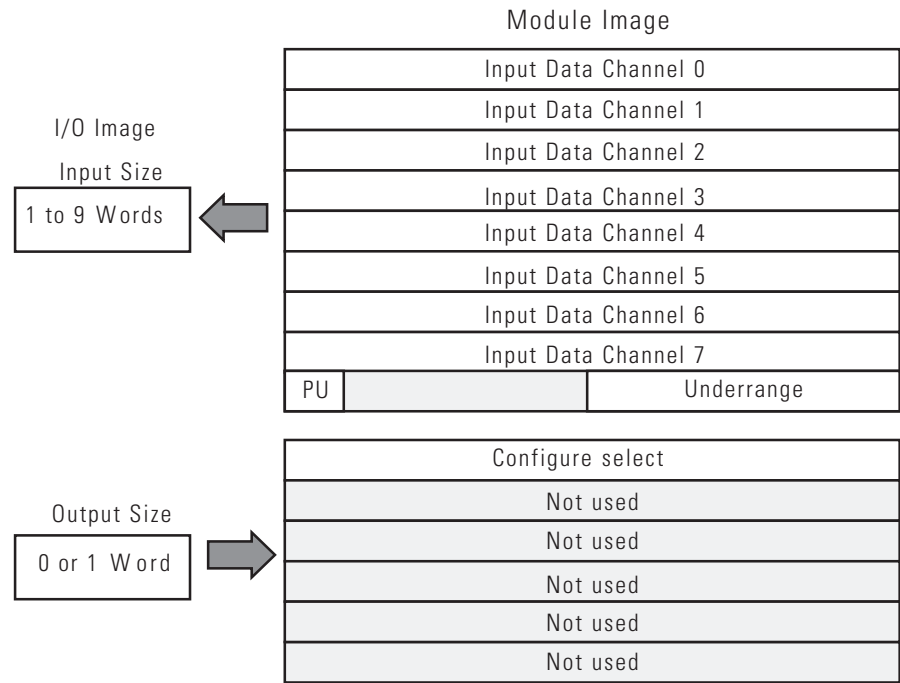 Module Image
Input Data Channel 0
Input Data Channel 1
I/O Image
Input Data Channel 2
Input Size
Input Data Channel 3
1 to 9 Words
Input Data Channel 4
Input Data Channel 5
Input Data Channel 6
Input Data Channel 7
PU
Underrange
Configure select
Not used
Output Size
Not used
0 or 1 Word
Not used
Not used
Not used